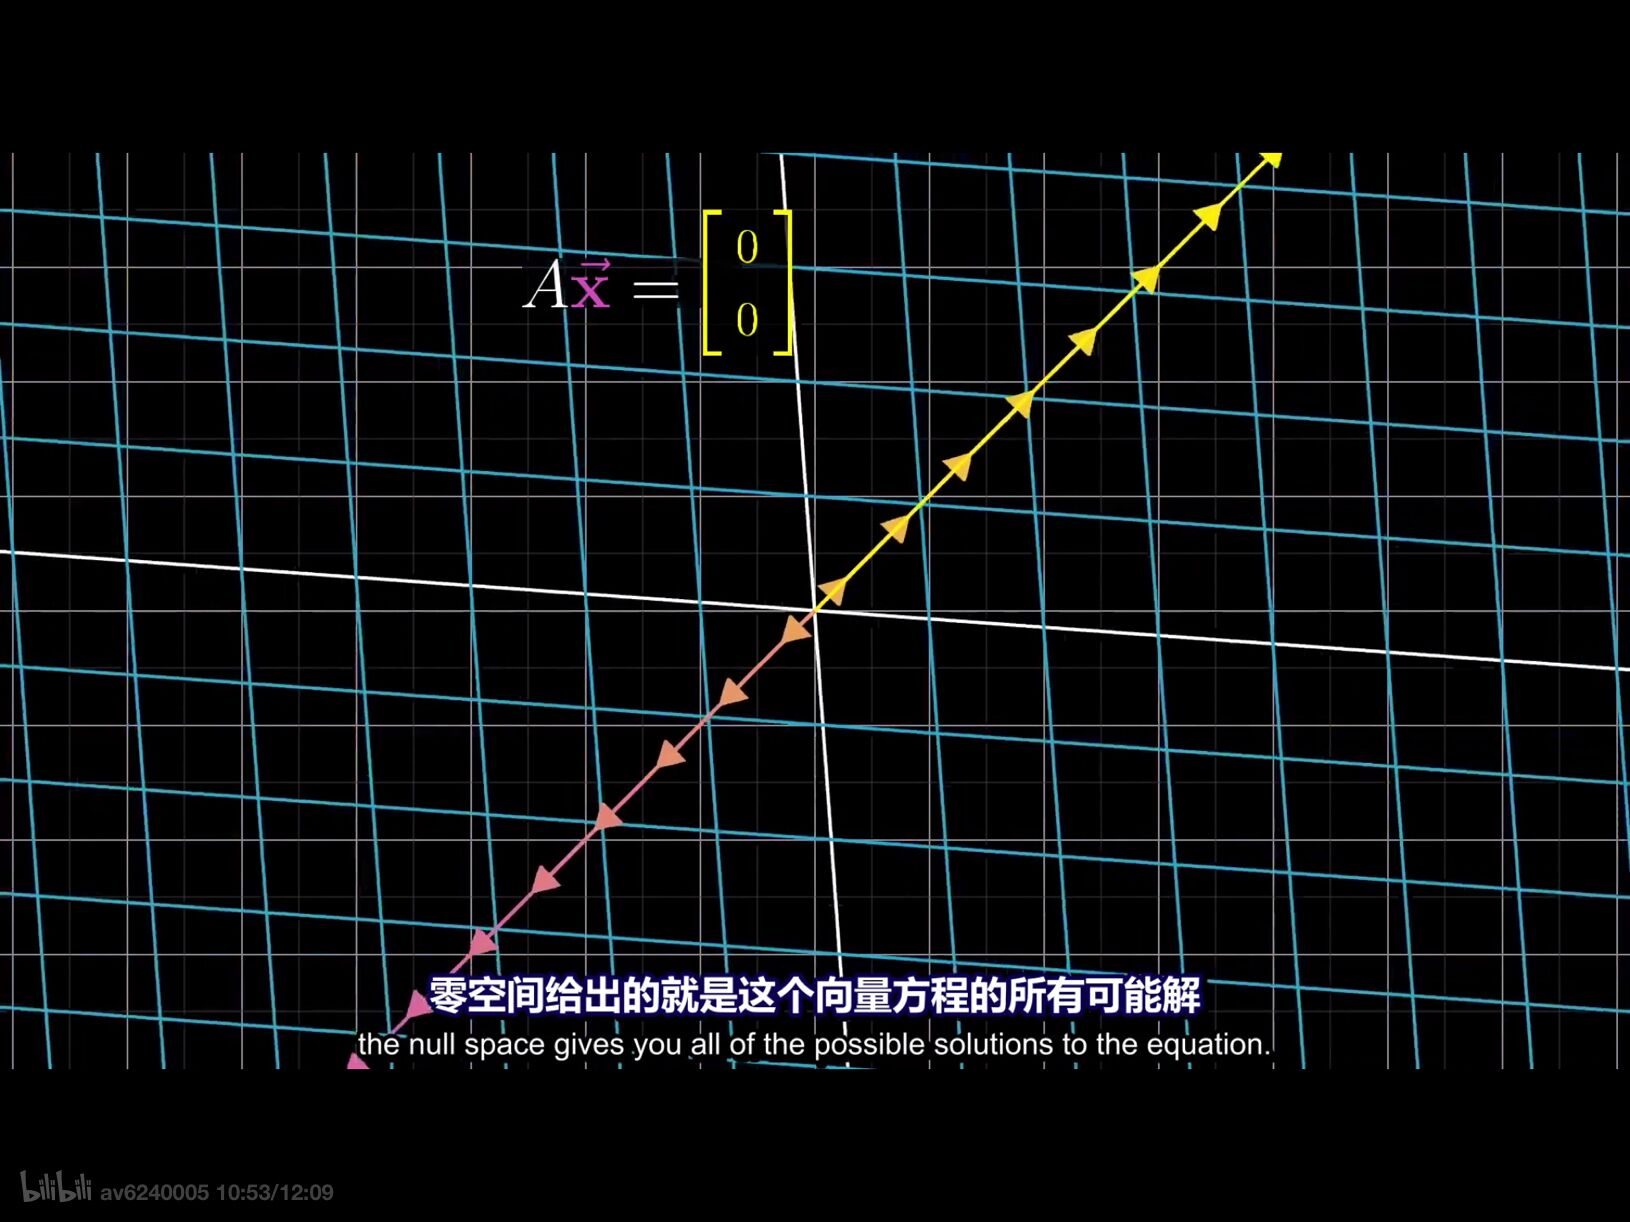 A\vec{x} = \begin{bmatrix} 0 \\ 0 \end{bmatrix}
零空间给出的就是这个向量方程的所有可能解
the null space gives you all of the possible solutions to the equation.
bilibili av6240005 10:53/12:09